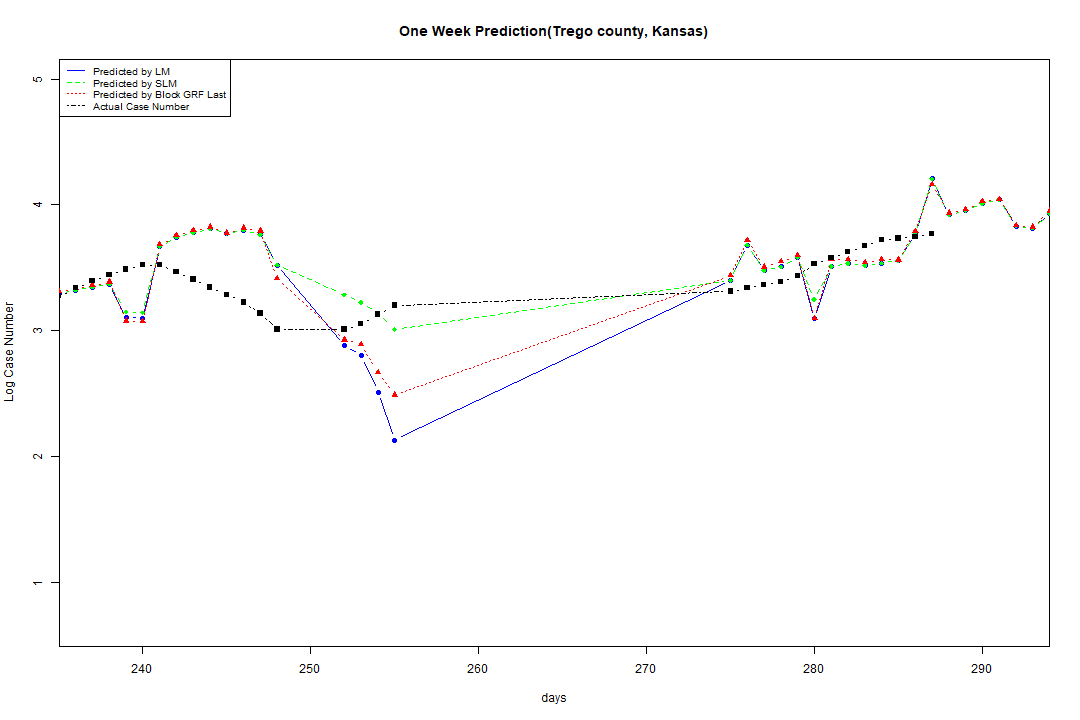 One Week Prediction(Trego county, Kansas)
Predicted by LM
Predicted by SLM
Predicted by Block GRF Last
Actual Case Number
5
4
3
2
1
Log Case Number
240 250 260 270 280 290
days